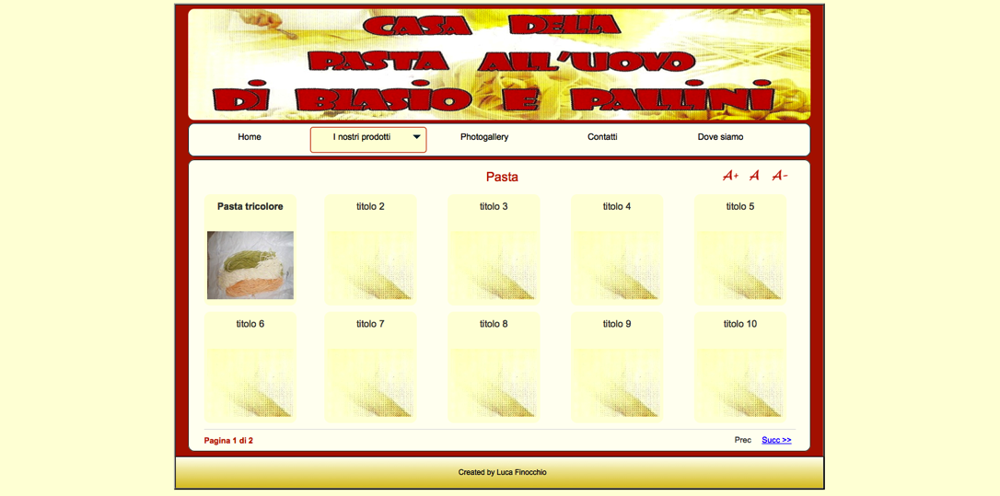 CASA DELLA
PASTA ALL'UOVO
Di BLASiO E PALLiNi
Home I nostri prodotti Photogallery Contatti Dove siamo
Pasta
A+ A A-
Pasta tricolore titolo 2 titolo 3 titolo 4 titolo 5
titolo 6 titolo 7 titolo 8 titolo 9 titolo 10
Pagina 1 di 2 Prec Succ >>
Created by Luca Finocchio